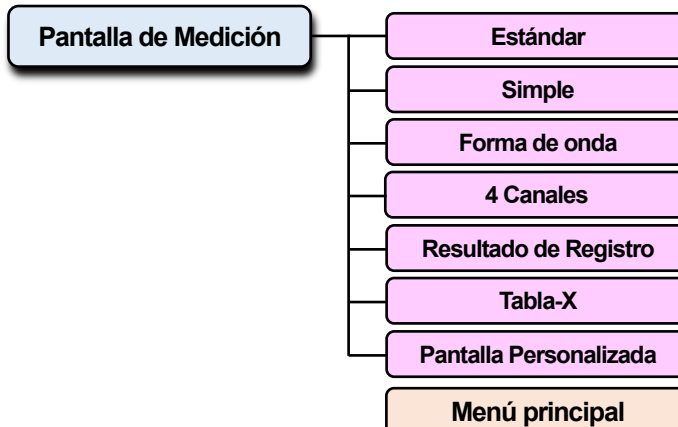 Pantalla de Medición
Estándar
Simple
Forma de onda
4 Canales
Resultado de Registro
Tabla-X
Pantalla Personalizada
Menú principal